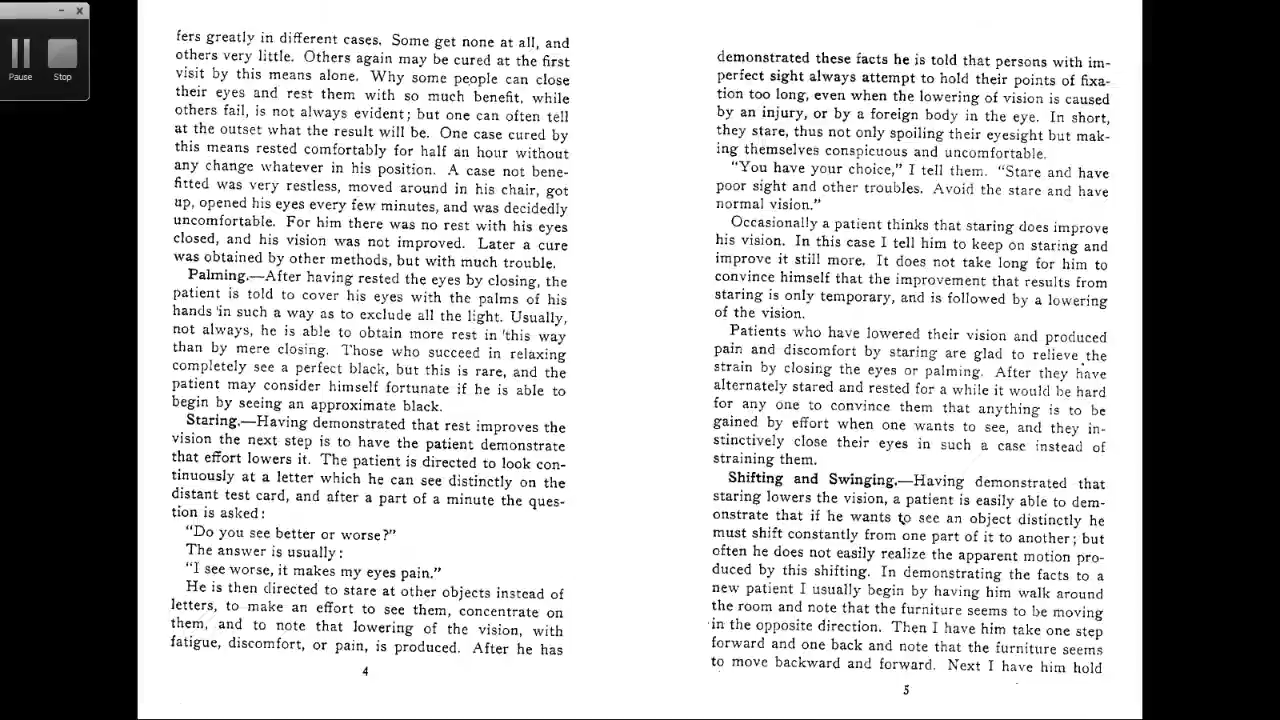 Pause
Stop
fers greatly in different cases. Some get none at all, and
others very little. Others again may be cured at the first
visit by this means alone. Why some people can close
their eyes and rest them with so much benefit, while
others fail, is not always evident; but one can often tell
at the outset what the result will be. One case cured by
this means rested comfortably for half an hour without
any change whatever in his position. A case not bene-
fitted was very restless, moved around in his chair, got
up, opened his eyes every few minutes, and was decidedly
uncomfortable. For him there was no rest with his eyes
closed, and his vision was not improved. Later a cure
was obtained by other methods, but with much trouble.
Palming.—After having rested the eyes by closing, the
patient is told to cover his eyes with the palms of his
hands in such a way as to exclude all the light. Usually,
not always, he is able to obtain more rest in this way
than by mere closing. Those who succeed in relaxing
completely see a perfect black, but this is rare, and the
patient may consider himself fortunate if he is able to
begin by seeing an approximate black.
Staring.—Having demonstrated that rest improves the
vision the next step is to have the patient demonstrate
that effort lowers it. The patient is directed to look con-
tinuously at a letter which he can see distinctly on the
distant test card, and after a part of a minute the ques-
tion is asked:
"Do you see better or worse?"
The answer is usually:
"I see worse, it makes my eyes pain."
He is then directed to stare at other objects instead of
letters, to make an effort to see them, concentrate on
them, and to note that lowering of the vision, with
fatigue, discomfort, or pain, is produced. After he has
4
demonstrated these facts he is told that persons with im-
perfect sight always attempt to hold their points of fixa-
tion too long, even when the lowering of vision is caused
by an injury, or by a foreign body in the eye. In short,
they stare, thus not only spoiling their eyesight but mak-
ing themselves conspicuous and uncomfortable.
"You have your choice," I tell them. "Stare and have
poor sight and other troubles. Avoid the stare and have
normal vision."
Occasionally a patient thinks that staring does improve
his vision. In this case I tell him to keep on staring and
improve it still more. It does not take long for him to
convince himself that the improvement that results from
staring is only temporary, and is followed by a lowering
of the vision.
Patients who have lowered their vision and produced
pain and discomfort by staring are glad to relieve the
strain by closing the eyes or palming. After they have
alternately stared and rested for a while it would be hard
for any one to convince them that anything is to be
gained by effort when one wants to see, and they in-
stinctively close their eyes in such a case instead of
straining them.
Shifting and Swinging.—Having demonstrated that
staring lowers the vision, a patient is easily able to dem-
onstrate that if he wants to see an object distinctly he
must shift constantly from one part of it to another; but
often he does not easily realize the apparent motion pro-
duced by this shifting. In demonstrating the facts to a
new patient I usually begin by having him walk around
the room and note that the furniture seems to be moving
in the opposite direction. Then I have him take one step
forward and one back and note that the furniture seems
to move backward and forward. Next I have him hold
5